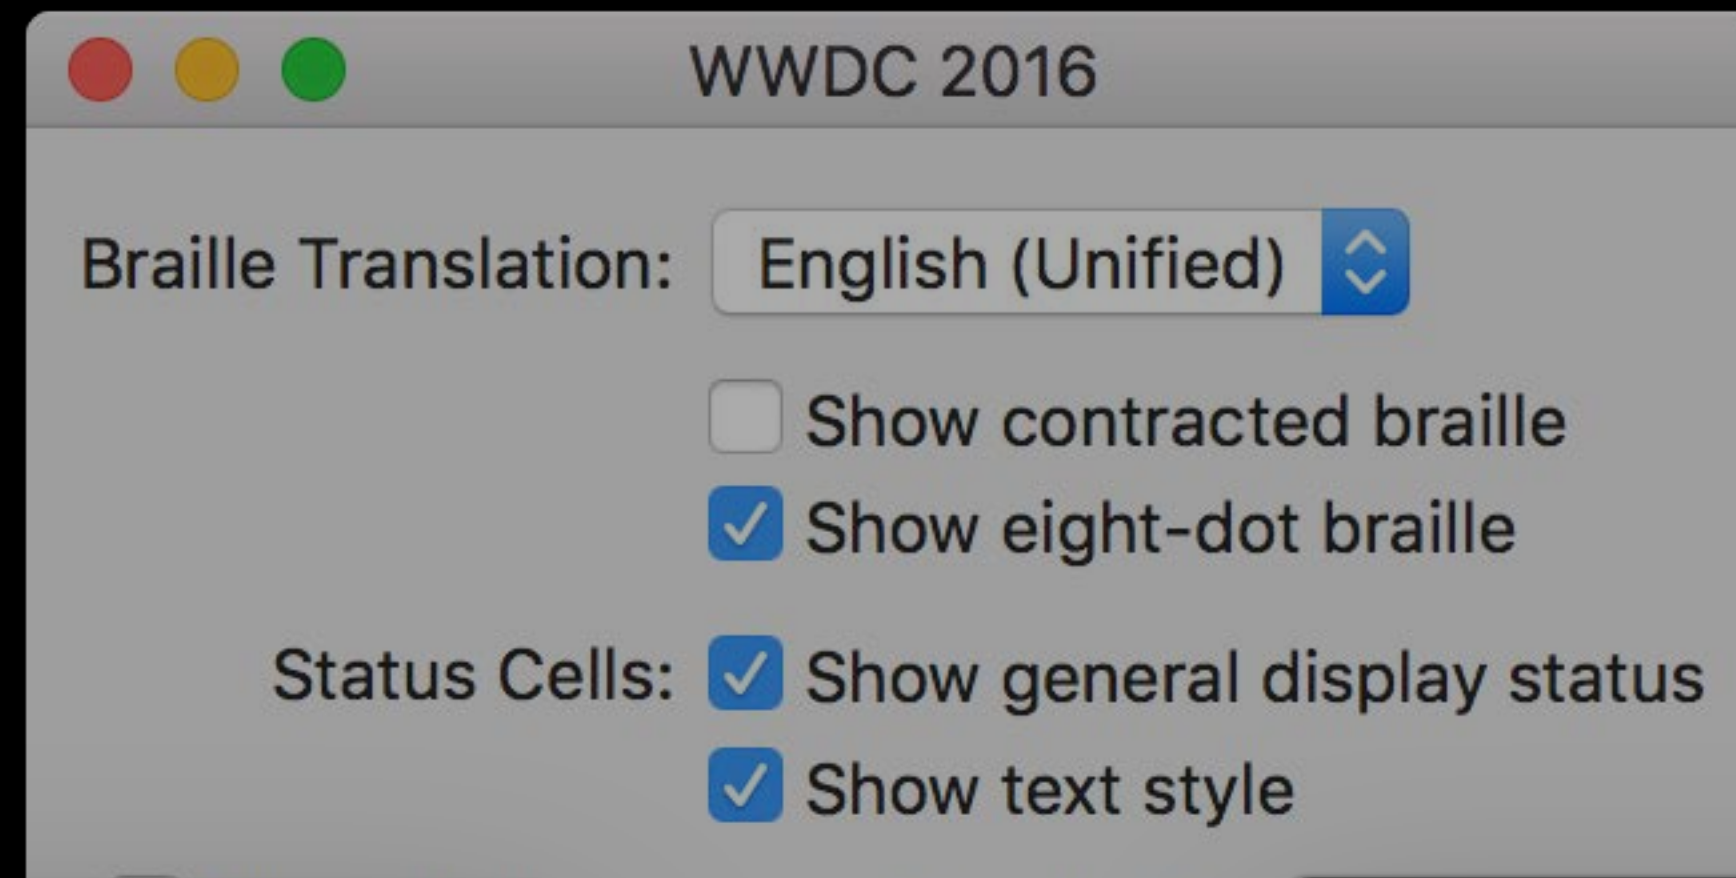 WWDC 2016
Braille Translation: English (Unified)
Show contracted braille
Show eight-dot braille
Status Cells: Show general display status
Show text style